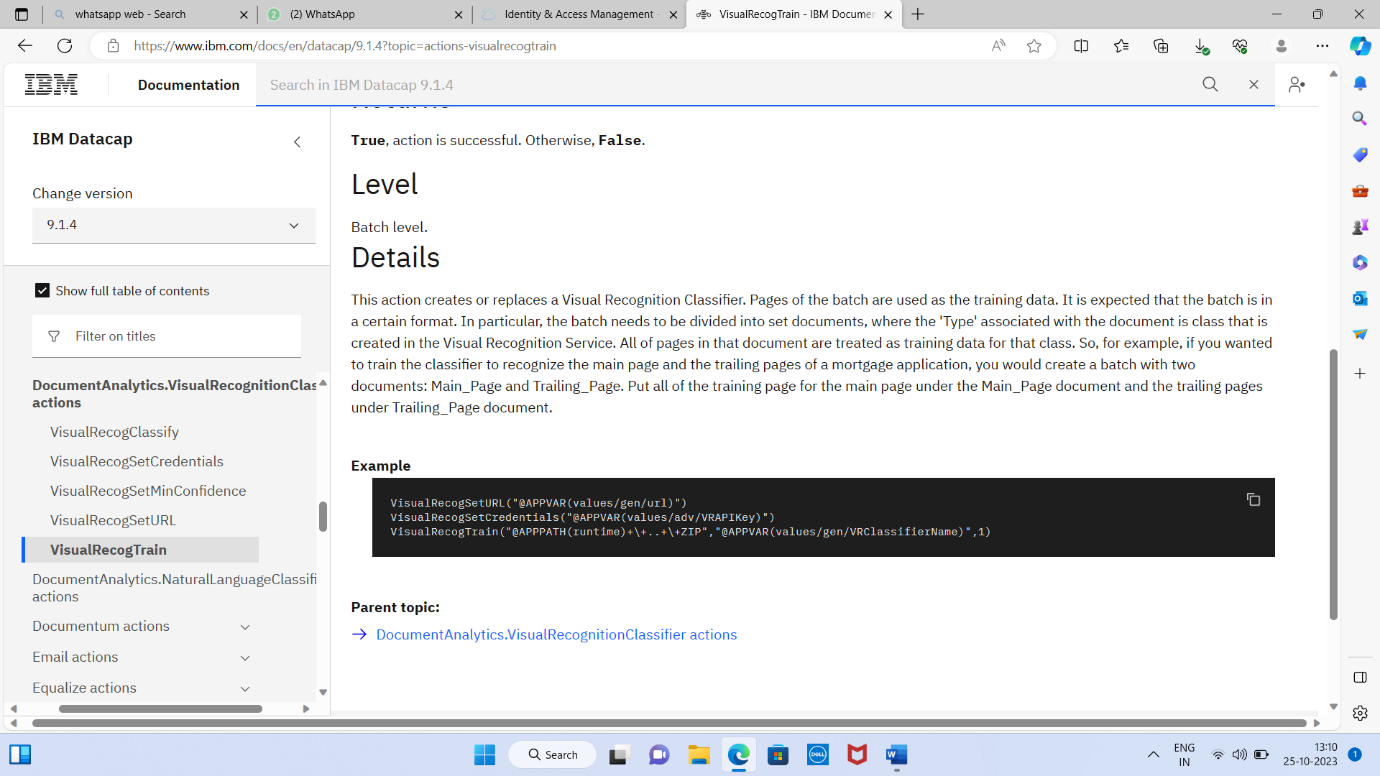 whatsapp web - Search
(2) WhatsApp
Identity & Access Management -
VisualRecogTrain - IBM Documen
https://www.ibm.com/docs/en/datacap/9.1.4?topic=actions-visualrecogtrain
IBM
Documentation
Search in IBM Datacap 9.1.4
IBM Datacap
Change version
9.1.4
Show full table of contents
Filter on titles
DocumentAnalytics.VisualRecognitionClas
actions
VisualRecogClassify
VisualRecogSetCredentials
VisualRecogSetMinConfidence
VisualRecogSetURL
VisualRecogTrain
DocumentAnalytics.NaturalLanguageClassifi
actions
Documentum actions
Email actions
Equalize actions
True, action is successful. Otherwise, False.
Level
Batch level.
Details
This action creates or replaces a Visual Recognition Classifier. Pages of the batch are used as the training data. It is expected that the batch is in
a certain format. In particular, the batch needs to be divided into set documents, where the 'Type' associated with the document is class that is
created in the Visual Recognition Service. All of pages in that document are treated as training data for that class. So, for example, if you wanted
to train the classifier to recognize the main page and the trailing pages of a mortgage application, you would create a batch with two
documents: Main_Page and Trailing_Page. Put all of the training page for the main page under the Main_Page document and the trailing pages
under Trailing_Page document.
Example
VisualRecogSetURL("@APPVAR(values/gen/url)")
VisualRecogSetCredentials("@APPVAR(values/adv/VRAPIKey)")
VisualRecogTrain("@APPPATH(runtime)+\+..+\+ZIP","@APPVAR(values/gen/VRClassifierName)",1)
Parent topic:
→ DocumentAnalytics.VisualRecognitionClassifier actions
Search
DELL
ENG
IN
13:10
25-10-2023
1